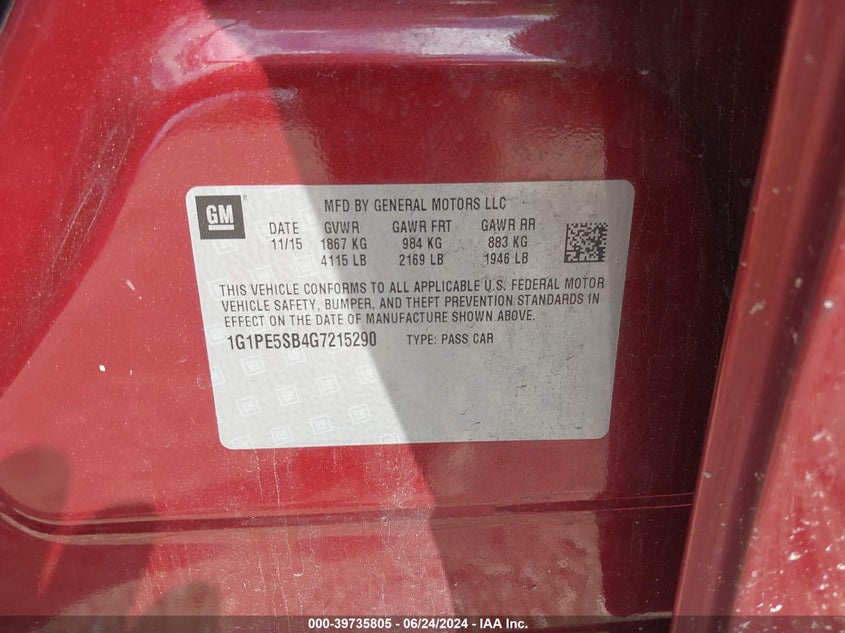 GM
MFD BY GENERAL MOTORS LLC
DATE GVWR GAWR FRT GAWR RR
11/15 1867 KG 984 KG 883 KG
4115 LB 2169 LB 1946 LB
THIS VEHICLE CONFORMS TO ALL APPLICABLE U.S. FEDERAL MOTOR
VEHICLE SAFETY, BUMPER, AND THEFT PREVENTION STANDARDS IN
EFFECT ON THE DATE OF MANUFACTURE SHOWN ABOVE.
1G1PE5SB4G7215290 TYPE: PASS CAR
000-39735805 - 06/24/2024 - IAA Inc.